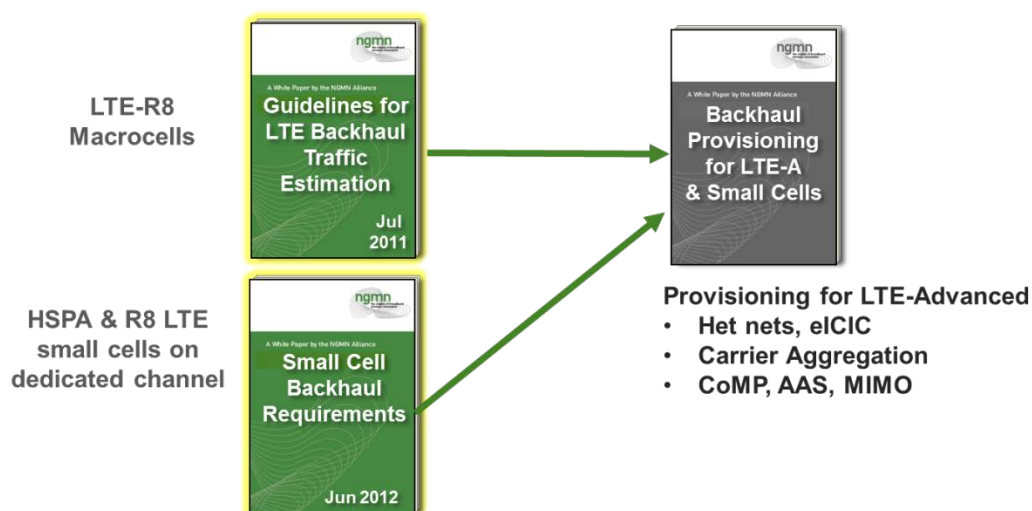 LTE-R8
Macrocells
ngmn
A White Paper by the NGMN Alliance
Guidelines for
LTE Backhaul
Traffic
Estimation
Jul
2011
ngmn
A White Paper by the NGMN Alliance
Backhaul
Provisioning
for LTE-A
& Small Cells
HSPA & R8 LTE
small cells on
dedicated channel
ngmn
A White Paper by the NGMN Alliance
Small Cell
Backhaul
Requirements
Jun 2012
Provisioning for LTE-Advanced
• Het nets, eICIC
• Carrier Aggregation
• CoMP, AAS, MIMO